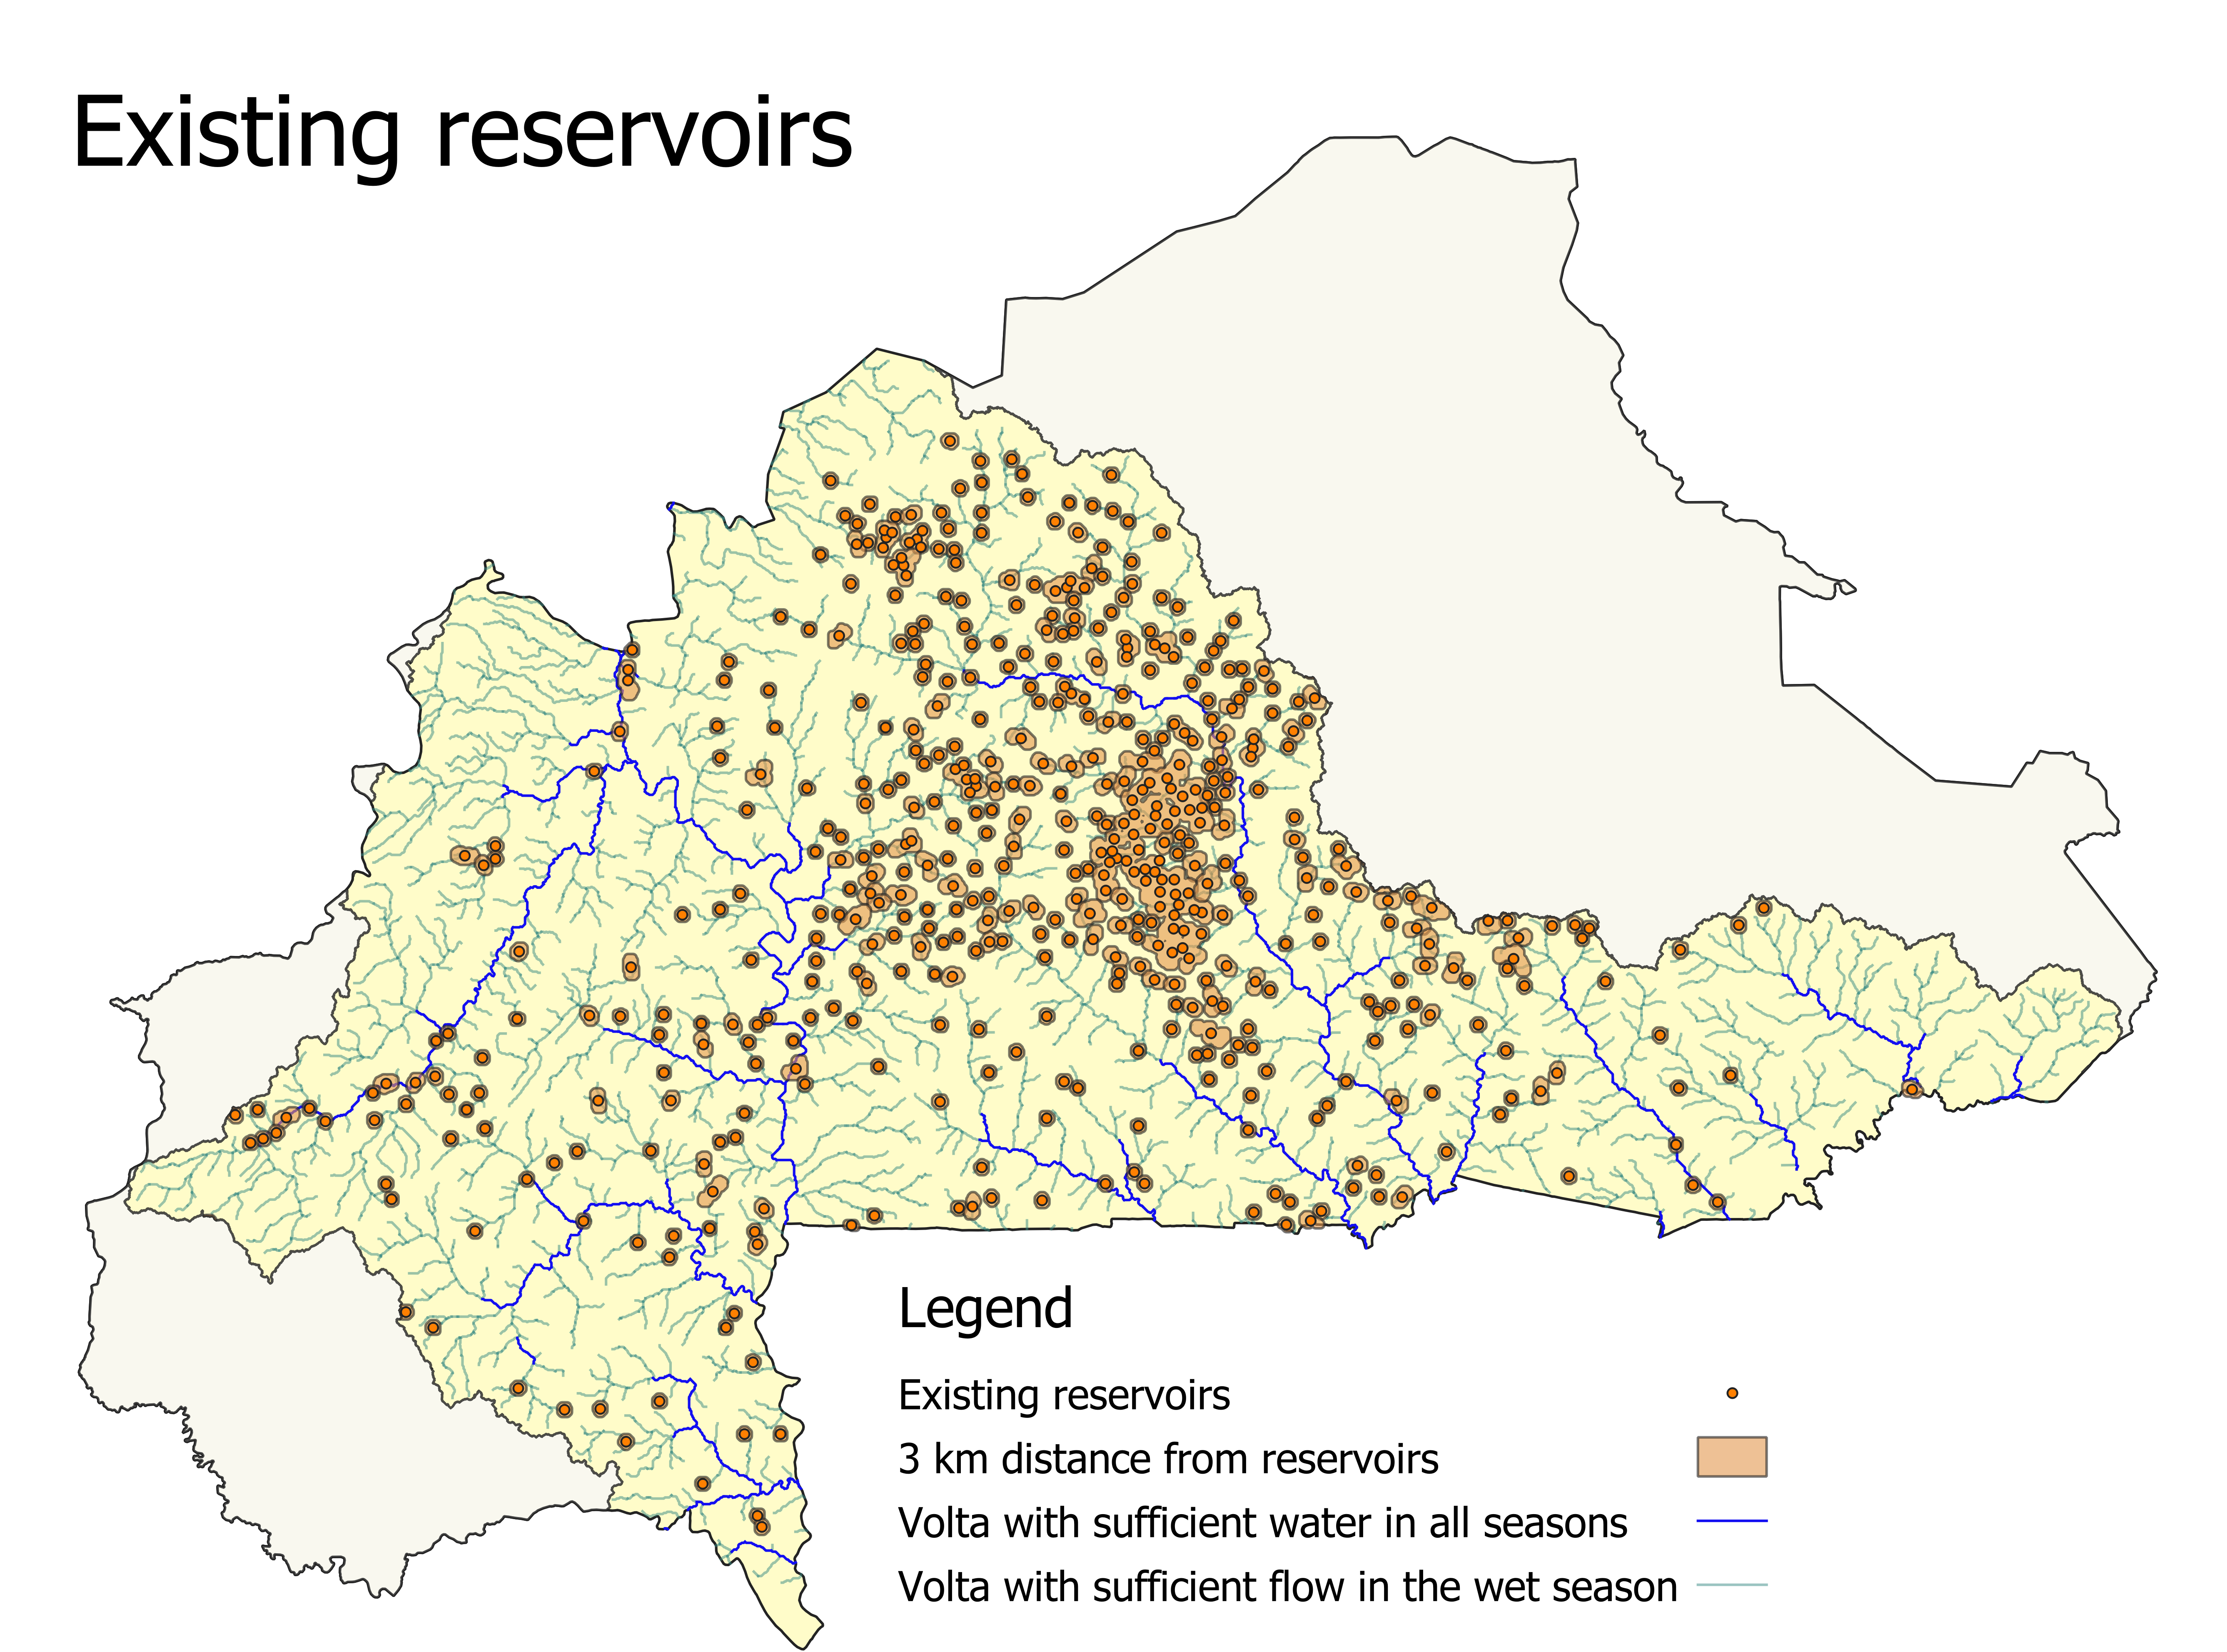 Existing reservoirs
Legend
Existing reservoirs
3 km distance from reservoirs
Volta with sufficient water in all seasons
Volta with sufficient flow in the wet season